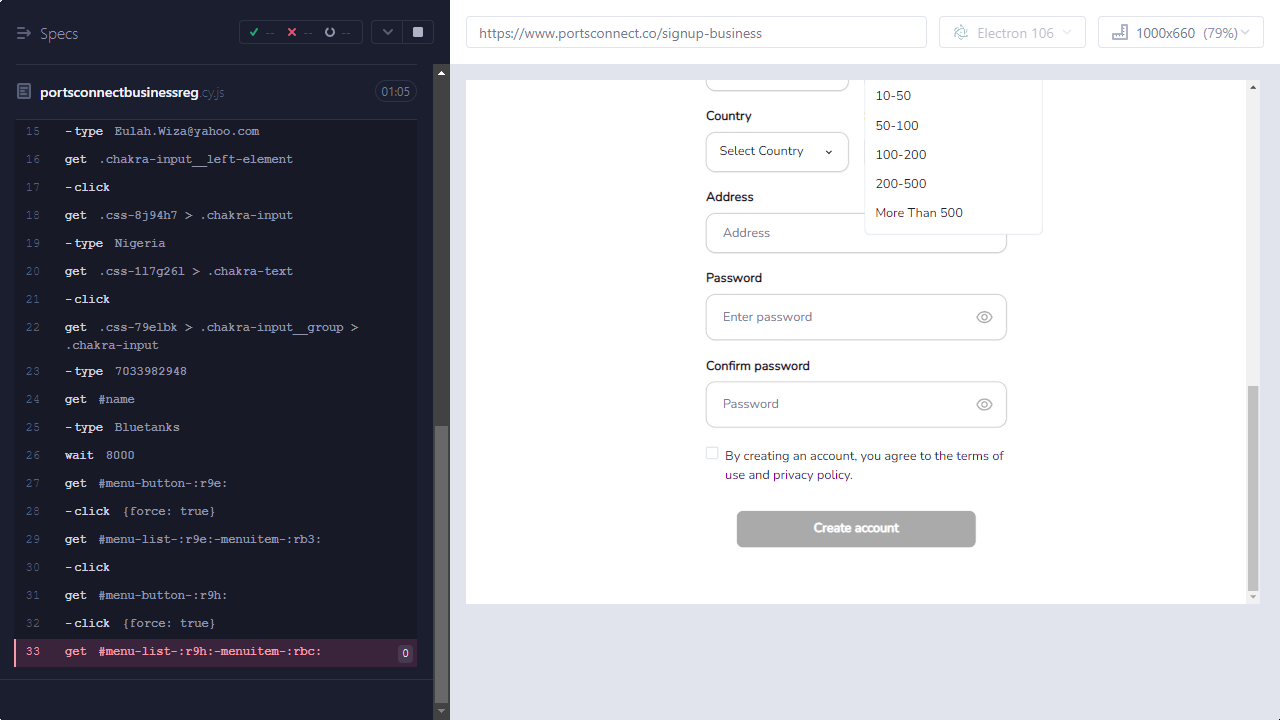 Specs
-- -- --
https://www.portsconnect.co/signup-business
Electron 106
1000x660 (79%)
portsconnectbusinessreg.cy.js
01:05
15 -type Eulah.Wiza@yahoo.com
16 get .chakra-input__left-element
17 -click
18 get .css-8j94h7 > .chakra-input
19 -type Nigeria
20 get .css-1l7g26l > .chakra-text
21 -click
22 get .css-79elbk > .chakra-input__group >
.chakra-input
23 -type 7033982948
24 get #name
25 -type Bluetanks
26 wait 8000
27 get #menu-button-:r9e:
28 -click {force: true}
29 get #menu-list-:r9e:-menuitem-:rb3:
30 -click
31 get #menu-button-:r9h:
32 -click {force: true}
33 get #menu-list-:r9h:-menuitem-:rbc: 0
10-50
50-100
100-200
200-500
More Than 500
Country
Select Country
Address
Address
Password
Enter password
Confirm password
Password
By creating an account, you agree to the terms of
use and privacy policy.
Create account